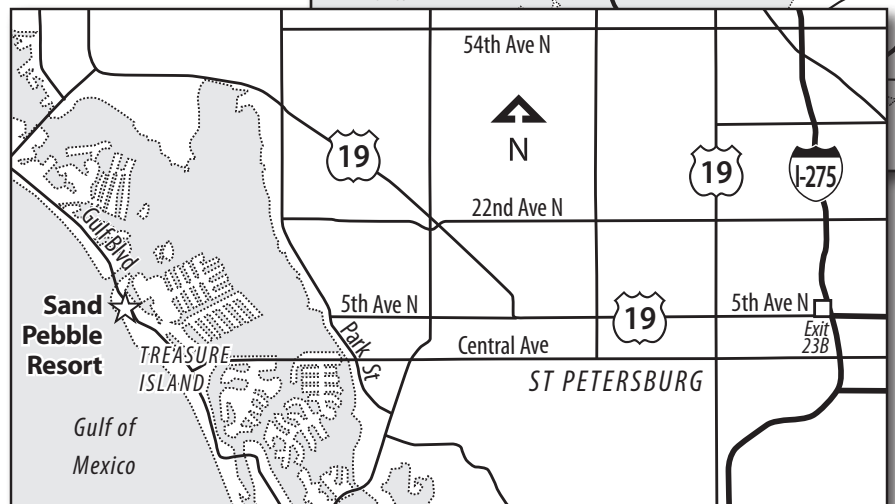 54th Ave N
N
19
19
I-275
22nd Ave N
Gulf Blvd
Sand
Pebble
Resort
5th Ave N
19
5th Ave N
Exit
23B
Park St
TREASURE
ISLAND
Central Ave
ST PETERSBURG
Gulf of
Mexico